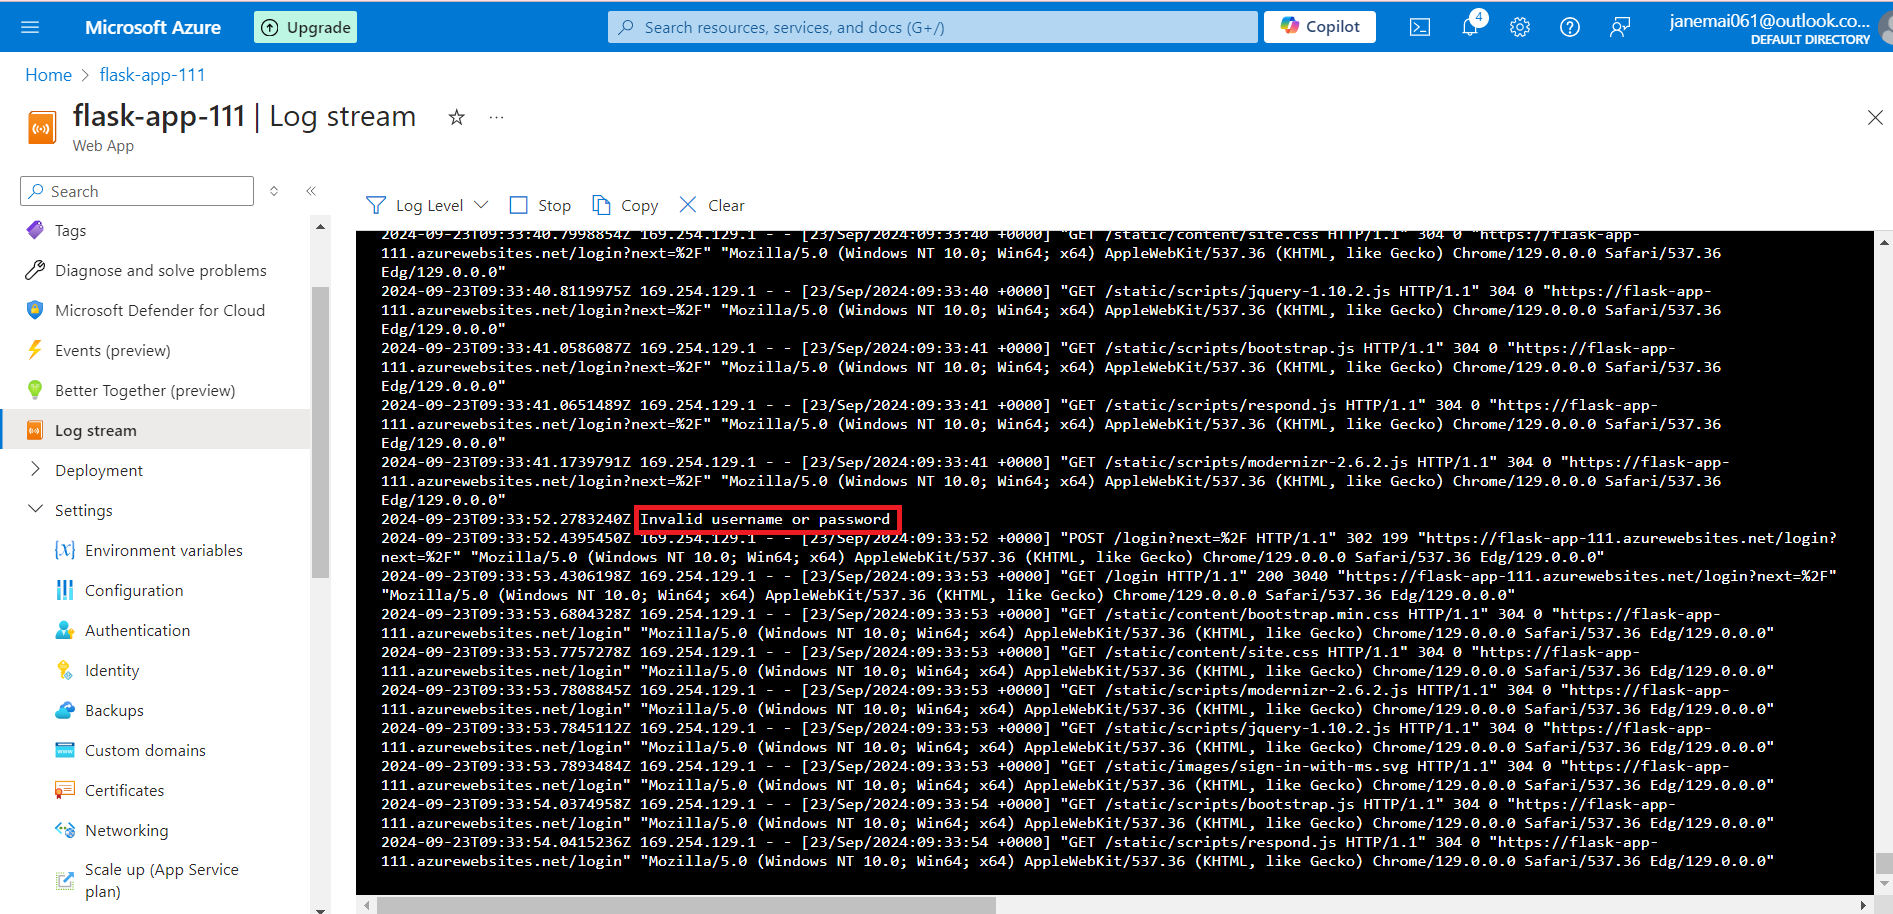 Microsoft Azure
Upgrade
Search resources, services, and docs (G+/)
Copilot
4
janemai061@outlook.co...
DEFAULT DIRECTORY
Home > flask-app-111
flask-app-111 | Log stream
Web App
Search
Log Level
Stop
Copy
Clear
Tags
Diagnose and solve problems
Microsoft Defender for Cloud
Events (preview)
Better Together (preview)
Log stream
Deployment
Settings
Environment variables
Configuration
Authentication
Identity
Backups
Custom domains
Certificates
Networking
Scale up (App Service
plan)
2024-09-23T09:33:40.7998854Z 169.254.129.1 - - [23/Sep/2024:09:33:40 +0000] "GET /static/content/site.css HTTP/1.1" 304 0 "https://flask-app-
111.azurewebsites.net/login?next=%2F" "Mozilla/5.0 (Windows NT 10.0; Win64; x64) AppleWebKit/537.36 (KHTML, like Gecko) Chrome/129.0.0.0 Safari/537.36
Edg/129.0.0.0"
2024-09-23T09:33:40.8119975Z 169.254.129.1 - - [23/Sep/2024:09:33:40 +0000] "GET /static/scripts/jquery-1.10.2.js HTTP/1.1" 304 0 "https://flask-app-
111.azurewebsites.net/login?next=%2F" "Mozilla/5.0 (Windows NT 10.0; Win64; x64) AppleWebKit/537.36 (KHTML, like Gecko) Chrome/129.0.0.0 Safari/537.36
Edg/129.0.0.0"
2024-09-23T09:33:41.0586087Z 169.254.129.1 - - [23/Sep/2024:09:33:41 +0000] "GET /static/scripts/bootstrap.js HTTP/1.1" 304 0 "https://flask-app-
111.azurewebsites.net/login?next=%2F" "Mozilla/5.0 (Windows NT 10.0; Win64; x64) AppleWebKit/537.36 (KHTML, like Gecko) Chrome/129.0.0.0 Safari/537.36
Edg/129.0.0.0"
2024-09-23T09:33:41.0651489Z 169.254.129.1 - - [23/Sep/2024:09:33:41 +0000] "GET /static/scripts/respond.js HTTP/1.1" 304 0 "https://flask-app-
111.azurewebsites.net/login?next=%2F" "Mozilla/5.0 (Windows NT 10.0; Win64; x64) AppleWebKit/537.36 (KHTML, like Gecko) Chrome/129.0.0.0 Safari/537.36
Edg/129.0.0.0"
2024-09-23T09:33:41.1739791Z 169.254.129.1 - - [23/Sep/2024:09:33:41 +0000] "GET /static/scripts/modernizr-2.6.2.js HTTP/1.1" 304 0 "https://flask-app-
111.azurewebsites.net/login?next=%2F" "Mozilla/5.0 (Windows NT 10.0; Win64; x64) AppleWebKit/537.36 (KHTML, like Gecko) Chrome/129.0.0.0 Safari/537.36
Edg/129.0.0.0"
2024-09-23T09:33:52.2783240Z Invalid username or password
2024-09-23T09:33:52.4395450Z 169.254.129.1 - - [23/Sep/2024:09:33:52 +0000] "POST /login?next=%2F HTTP/1.1" 302 199 "https://flask-app-111.azurewebsites.net/login?
next=%2F" "Mozilla/5.0 (Windows NT 10.0; Win64; x64) AppleWebKit/537.36 (KHTML, like Gecko) Chrome/129.0.0.0 Safari/537.36 Edg/129.0.0.0"
2024-09-23T09:33:53.4306198Z 169.254.129.1 - - [23/Sep/2024:09:33:53 +0000] "GET /login HTTP/1.1" 200 3040 "https://flask-app-111.azurewebsites.net/login?next=%2F"
"Mozilla/5.0 (Windows NT 10.0; Win64; x64) AppleWebKit/537.36 (KHTML, like Gecko) Chrome/129.0.0.0 Safari/537.36 Edg/129.0.0.0"
2024-09-23T09:33:53.6804328Z 169.254.129.1 - - [23/Sep/2024:09:33:53 +0000] "GET /static/content/bootstrap.min.css HTTP/1.1" 304 0 "https://flask-app-
111.azurewebsites.net/login" "Mozilla/5.0 (Windows NT 10.0; Win64; x64) AppleWebKit/537.36 (KHTML, like Gecko) Chrome/129.0.0.0 Safari/537.36 Edg/129.0.0.0"
2024-09-23T09:33:53.7757278Z 169.254.129.1 - - [23/Sep/2024:09:33:53 +0000] "GET /static/content/site.css HTTP/1.1" 304 0 "https://flask-app-
111.azurewebsites.net/login" "Mozilla/5.0 (Windows NT 10.0; Win64; x64) AppleWebKit/537.36 (KHTML, like Gecko) Chrome/129.0.0.0 Safari/537.36 Edg/129.0.0.0"
2024-09-23T09:33:53.7808845Z 169.254.129.1 - - [23/Sep/2024:09:33:53 +0000] "GET /static/scripts/modernizr-2.6.2.js HTTP/1.1" 304 0 "https://flask-app-
111.azurewebsites.net/login" "Mozilla/5.0 (Windows NT 10.0; Win64; x64) AppleWebKit/537.36 (KHTML, like Gecko) Chrome/129.0.0.0 Safari/537.36 Edg/129.0.0.0"
2024-09-23T09:33:53.7845112Z 169.254.129.1 - - [23/Sep/2024:09:33:53 +0000] "GET /static/scripts/jquery-1.10.2.js HTTP/1.1" 304 0 "https://flask-app-
111.azurewebsites.net/login" "Mozilla/5.0 (Windows NT 10.0; Win64; x64) AppleWebKit/537.36 (KHTML, like Gecko) Chrome/129.0.0.0 Safari/537.36 Edg/129.0.0.0"
2024-09-23T09:33:53.7893484Z 169.254.129.1 - - [23/Sep/2024:09:33:53 +0000] "GET /static/images/sign-in-with-ms.svg HTTP/1.1" 304 0 "https://flask-app-
111.azurewebsites.net/login" "Mozilla/5.0 (Windows NT 10.0; Win64; x64) AppleWebKit/537.36 (KHTML, like Gecko) Chrome/129.0.0.0 Safari/537.36 Edg/129.0.0.0"
2024-09-23T09:33:54.0374958Z 169.254.129.1 - - [23/Sep/2024:09:33:54 +0000] "GET /static/scripts/bootstrap.js HTTP/1.1" 304 0 "https://flask-app-
111.azurewebsites.net/login" "Mozilla/5.0 (Windows NT 10.0; Win64; x64) AppleWebKit/537.36 (KHTML, like Gecko) Chrome/129.0.0.0 Safari/537.36 Edg/129.0.0.0"
2024-09-23T09:33:54.0415236Z 169.254.129.1 - - [23/Sep/2024:09:33:54 +0000] "GET /static/scripts/respond.js HTTP/1.1" 304 0 "https://flask-app-
111.azurewebsites.net/login" "Mozilla/5.0 (Windows NT 10.0; Win64; x64) AppleWebKit/537.36 (KHTML, like Gecko) Chrome/129.0.0.0 Safari/537.36 Edg/129.0.0.0"